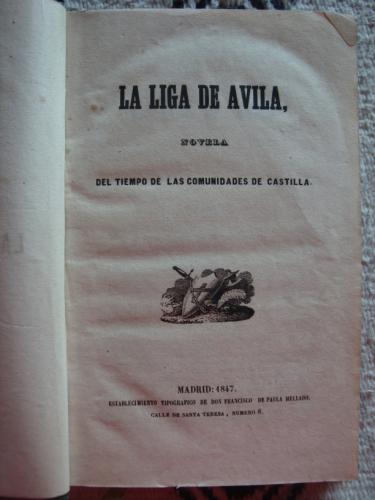 LA LIGA DE AVILA,
NOVELA
DEL TIEMPO DE LAS COMUNIDADES DE CASTILLA.
MADRID: 1847.
ESTABLECIMIENTO TIPOGRAFICO DE DON FRANCISCO DE PAULA MELLADO,
CALLE DE SANTA TERESA, NUMERO 8.